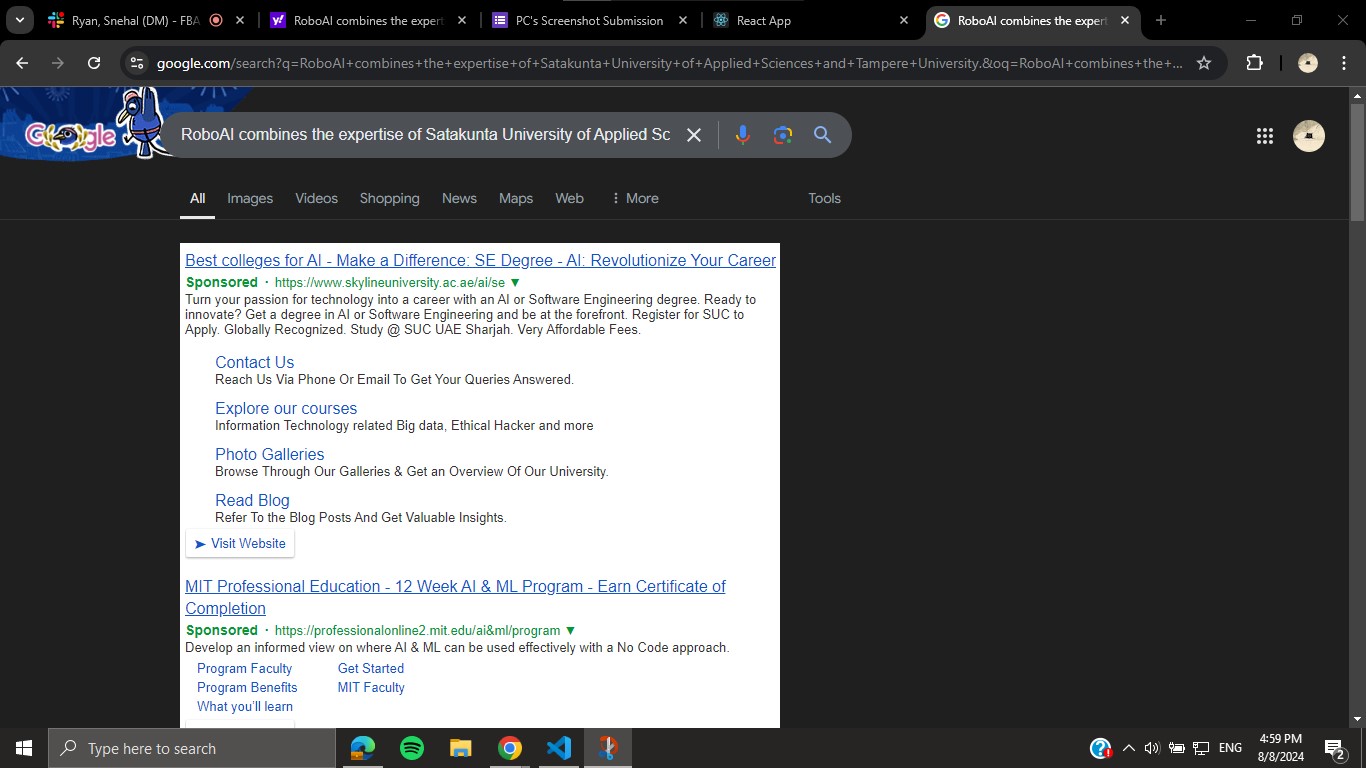 Ryan, Snehal (DM) - FBA
RoboAI combines the expert
PC's Screenshot Submission
React App
RoboAI combines the expert
google.com/search?q=RoboAI+combines+the+expertise+of+Satakunta+University+of+Applied+Sciences+and+Tampere+University.&oq=RoboAI+combines+the+...
Google
RoboAI combines the expertise of Satakunta University of Applied Sc
All Images Videos Shopping News Maps Web More Tools
Best colleges for AI - Make a Difference: SE Degree - AI: Revolutionize Your Career
Sponsored · https://www.skylineuniversity.ac.ae/ai/se ▼
Turn your passion for technology into a career with an AI or Software Engineering degree. Ready to
innovate? Get a degree in AI or Software Engineering and be at the forefront. Register for SUC to
Apply. Globally Recognized. Study @ SUC UAE Sharjah. Very Affordable Fees.
Contact Us
Reach Us Via Phone Or Email To Get Your Queries Answered.
Explore our courses
Information Technology related Big data, Ethical Hacker and more
Photo Galleries
Browse Through Our Galleries & Get an Overview Of Our University.
Read Blog
Refer To the Blog Posts And Get Valuable Insights.
➤ Visit Website
MIT Professional Education - 12 Week AI & ML Program - Earn Certificate of
Completion
Sponsored · https://professionalonline2.mit.edu/ai&ml/program ▼
Develop an informed view on where AI & ML can be used effectively with a No Code approach.
Program Faculty Get Started
Program Benefits MIT Faculty
What you'll learn
Type here to search
ENG
4:59 PM
8/8/2024
2